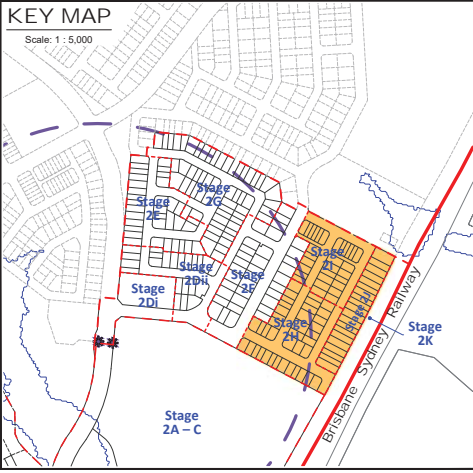 KEY MAP
Scale: 1 : 5,000
Stage
2G
Stage
2E
Stage
2I
Stage
2Dii
Stage
2F
Stage
2Di
Stage 2J
Stage
2H
Stage
2K
Brisbane Sydney Railway
Stage
2A – C